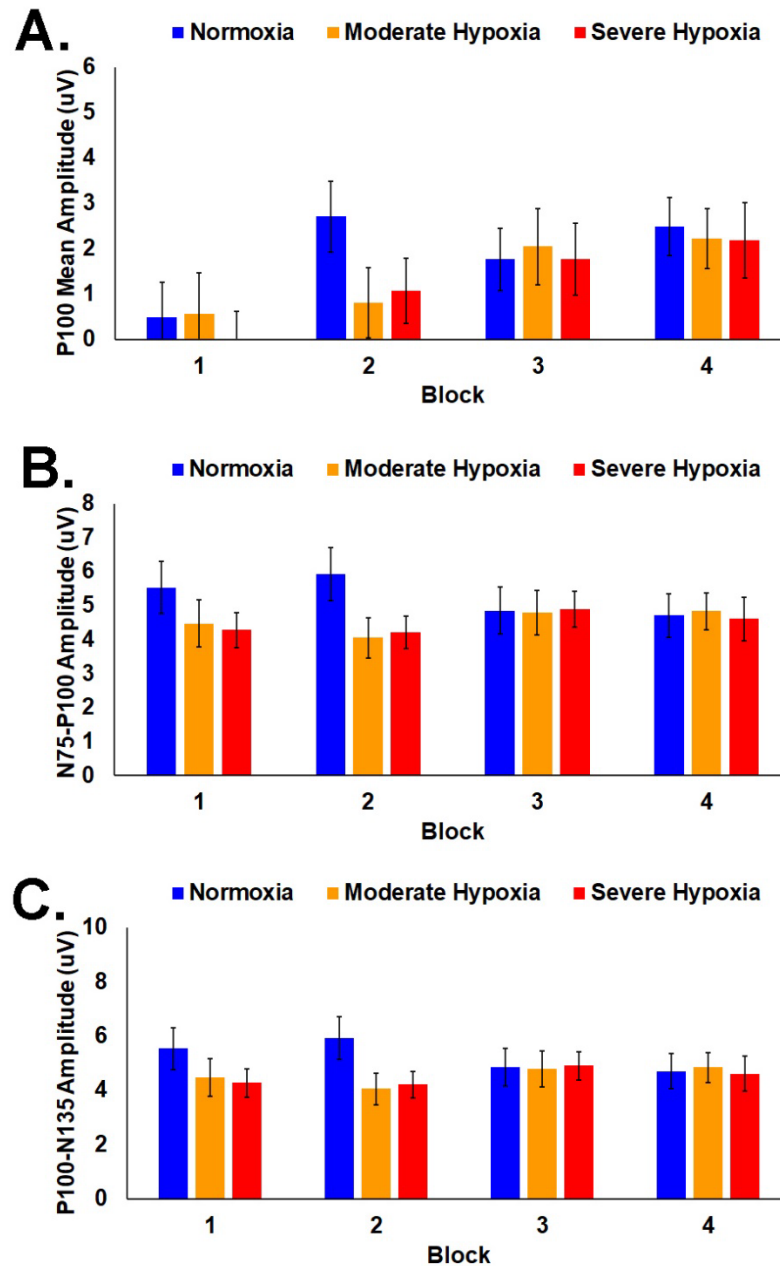 A.
Normoxia Moderate Hypoxia Severe Hypoxia
P100 Mean Amplitude (uV)
6
5
4
3
2
1
0
1 2 3 4
Block
B.
Normoxia Moderate Hypoxia Severe Hypoxia
N75-P100 Amplitude (uV)
8
7
6
5
4
3
2
1
0
1 2 3 4
Block
C.
Normoxia Moderate Hypoxia Severe Hypoxia
P100-N135 Amplitude (uV)
10
8
6
4
2
0
1 2 3 4
Block